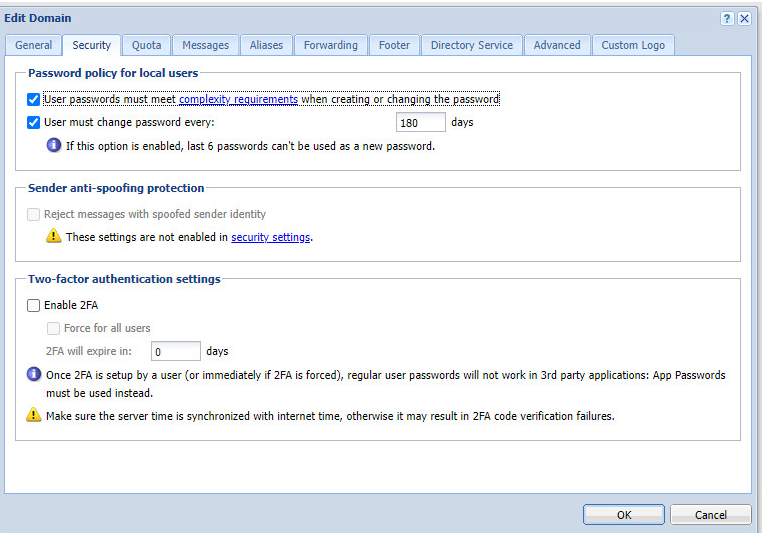 Edit Domain
General Security Quota Messages Aliases Forwarding Footer Directory Service Advanced Custom Logo
Password policy for local users
User passwords must meet complexity requirements when creating or changing the password
User must change password every: 180 days
If this option is enabled, last 6 passwords can't be used as a new password.
Sender anti-spoofing protection
Reject messages with spoofed sender identity
These settings are not enabled in security settings.
Two-factor authentication settings
Enable 2FA
Force for all users
2FA will expire in: 0 days
Once 2FA is setup by a user (or immediately if 2FA is forced), regular user passwords will not work in 3rd party applications: App Passwords
must be used instead.
Make sure the server time is synchronized with internet time, otherwise it may result in 2FA code verification failures.
OK Cancel